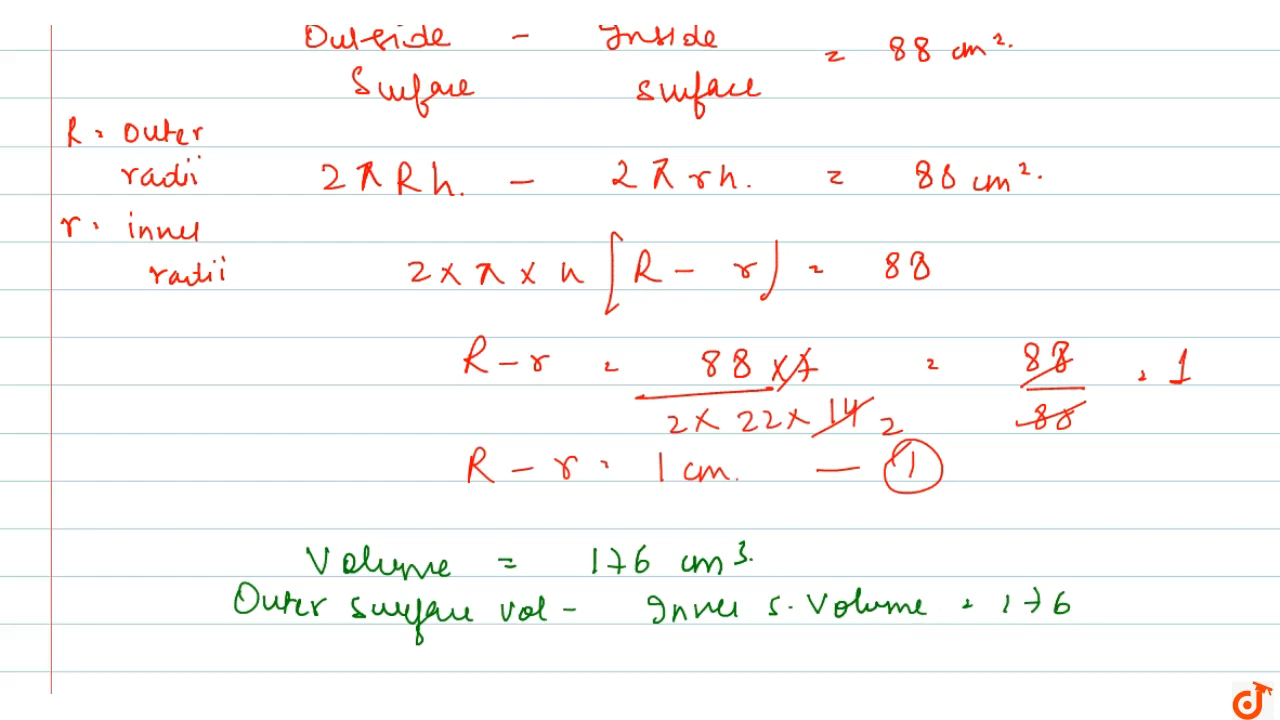 Outside - Inside = 88 cm².
Surface surface
R = outer
radii 2πRh. - 2πrh. = 88 cm².
r = inner
radii 2 × π × h [R - r] = 88
R - r = 88 × 7 / 2 × 22 × 14 2 = 88 / 88 = 1
R - r = 1 cm. — 1
Volume = 176 cm³.
Outer surface vol - Inner s. Volume = 176